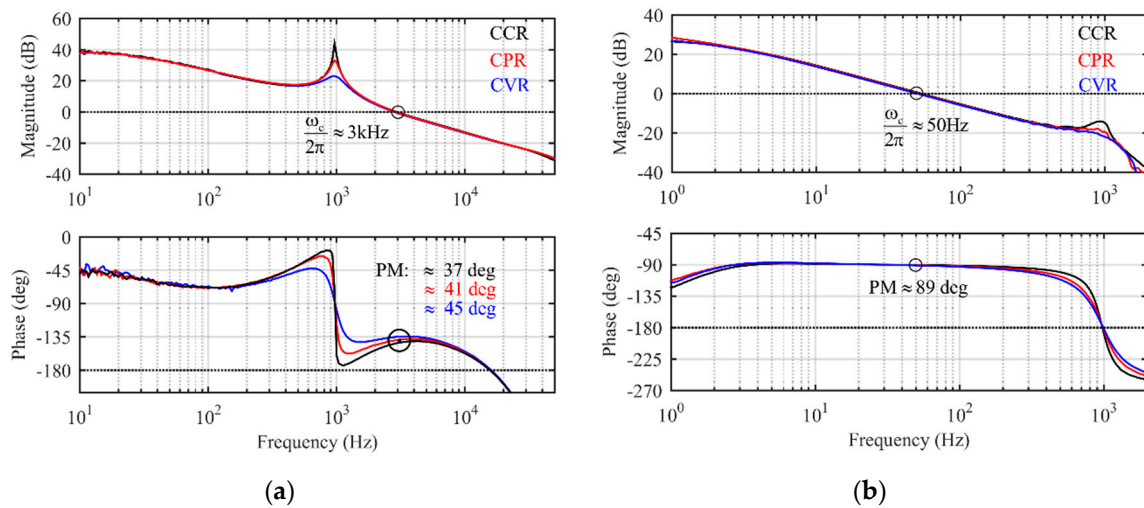 60
40
20
0
20
40
60
Magnitude (dB)
CCR
CPR
CVR
ω_c/2π ≈ 3kHz
10^1
10^2
10^3
10^4
0
-45
-90
-135
-180
Phase (deg)
PM: ≈ 37 deg
≈ 41 deg
≈ 45 deg
10^1
10^2
10^3
10^4
Frequency (Hz)
(a)
40
20
0
-20
40
Magnitude (dB)
CCR
CPR
CVR
ω_c/2π ≈ 50Hz
10^0
10^1
10^2
10^3
-45
-90
-135
-180
-225
-270
Phase (deg)
PM ≈ 89 deg
10^0
10^1
10^2
10^3
Frequency (Hz)
(b)